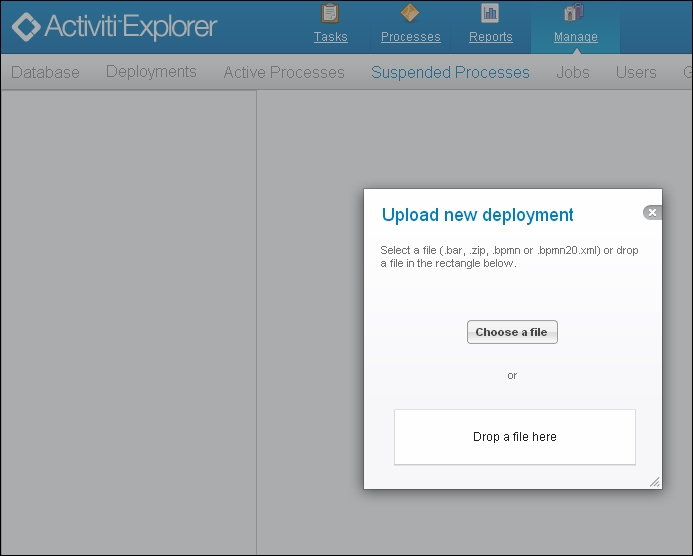 Activiti™ Explorer
Tasks Processes Reports Manage
Database Deployments Active Processes Suspended Processes Jobs Users G
Upload new deployment
Select a file (.bar, .zip, .bpmn or .bpmn20.xml) or drop
a file in the rectangle below.
Choose a file
or
Drop a file here